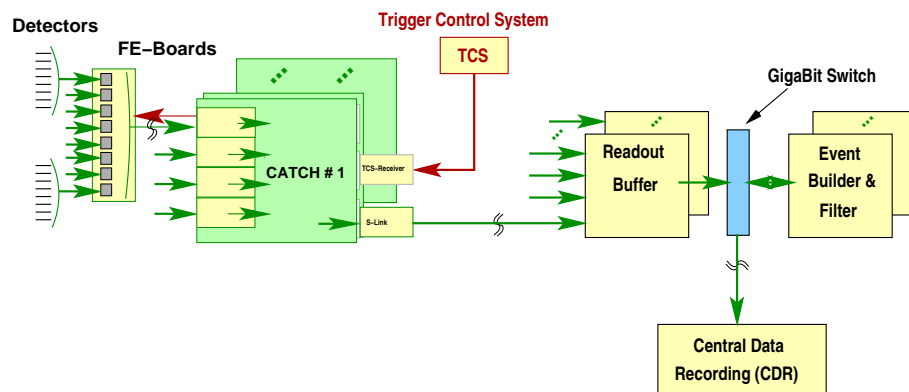 Trigger Control System
Detectors
FE–Boards
TCS
GigaBit Switch
Readout
Buffer
Event
Builder &
Filter
CATCH # 1
TCS–Receiver
S–Link
Central Data
Recording (CDR)